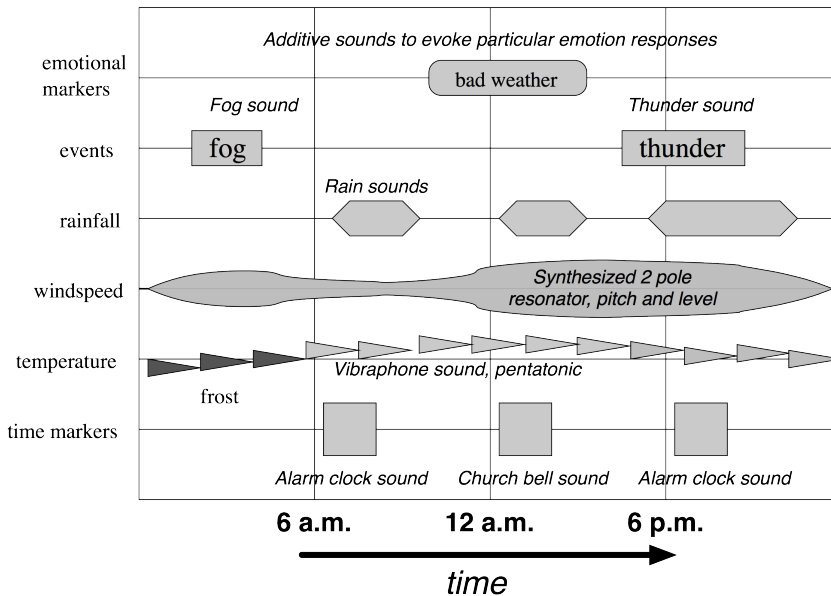 Additive sounds to evoke particular emotion responses
emotional
markers
bad weather
Fog sound
Thunder sound
events
fog
thunder
Rain sounds
rainfall
windspeed
Synthesized 2 pole
resonator, pitch and level
temperature
Vibraphone sound, pentatonic
frost
time markers
Alarm clock sound
Church bell sound
Alarm clock sound
6 a.m.
12 a.m.
6 p.m.
time